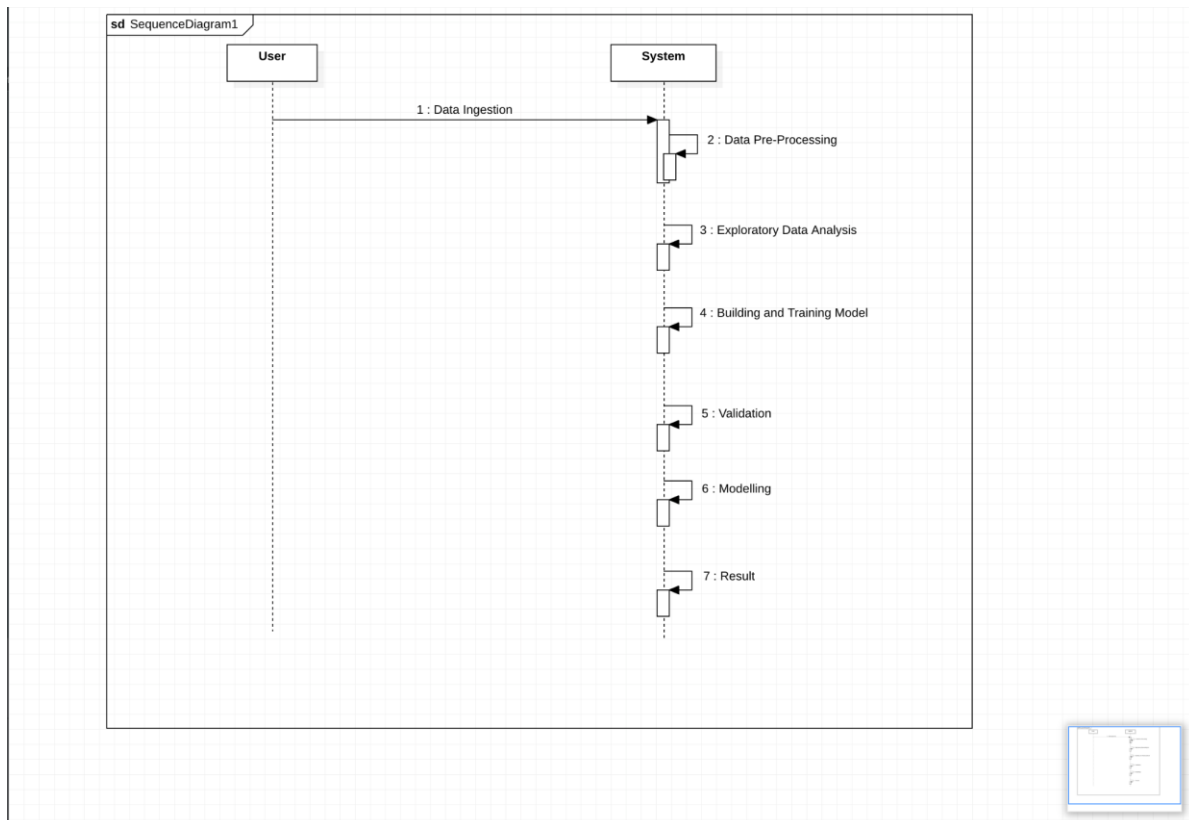 sd SequenceDiagram1
User
System
1 : Data Ingestion
2 : Data Pre-Processing
3 : Exploratory Data Analysis
4 : Building and Training Model
5 : Validation
6 : Modelling
7 : Result